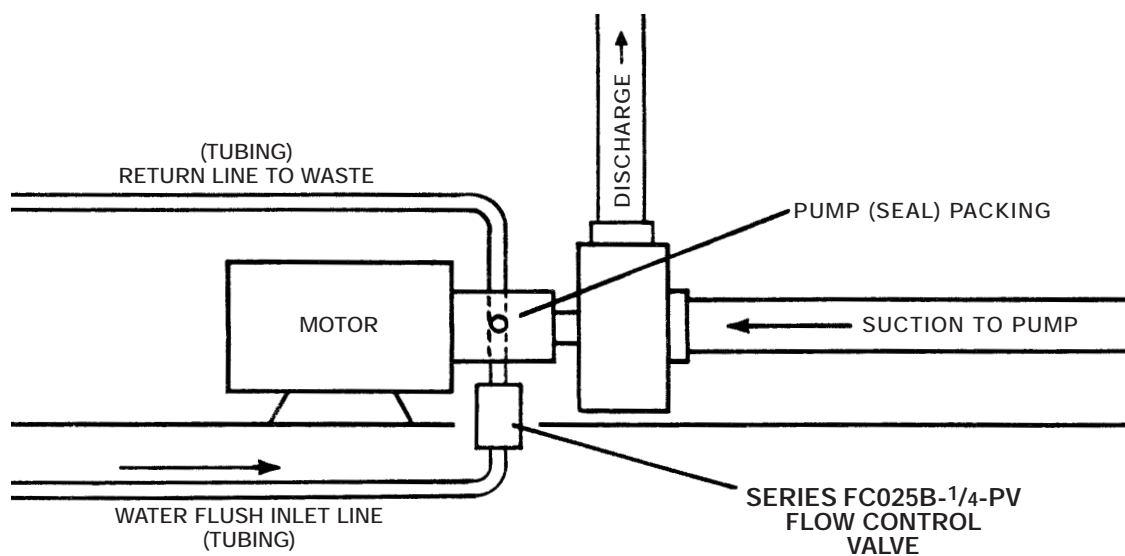 DISCHARGE
(TUBING)
RETURN LINE TO WASTE
PUMP (SEAL) PACKING
MOTOR
SUCTION TO PUMP
SERIES FC025B-1/4-PV
FLOW CONTROL
VALVE
WATER FLUSH INLET LINE
(TUBING)